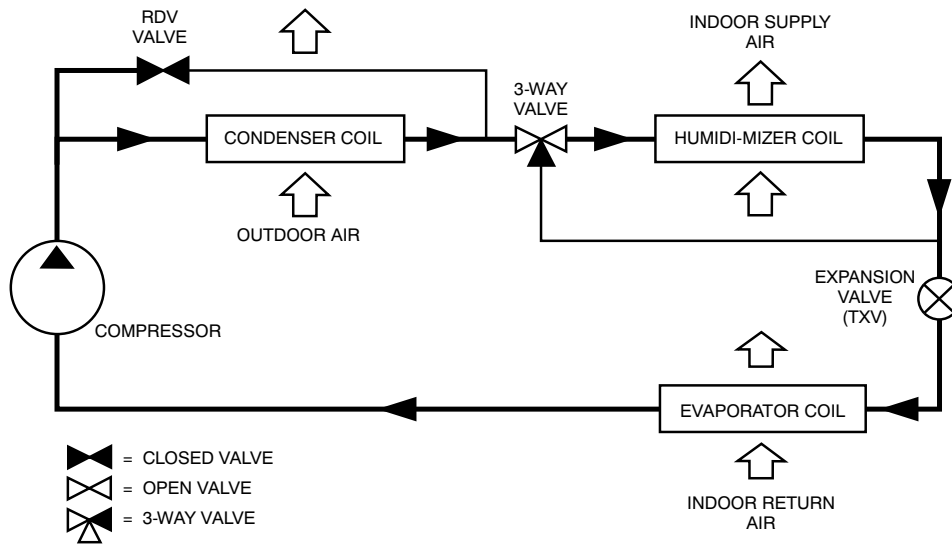 RDV
VALVE
INDOOR SUPPLY
AIR
3-WAY
VALVE
CONDENSER COIL
HUMIDI-MIZER COIL
OUTDOOR AIR
EXPANSION
VALVE
(TXV)
COMPRESSOR
EVAPORATOR COIL
= CLOSED VALVE
= OPEN VALVE
= 3-WAY VALVE
INDOOR RETURN
AIR